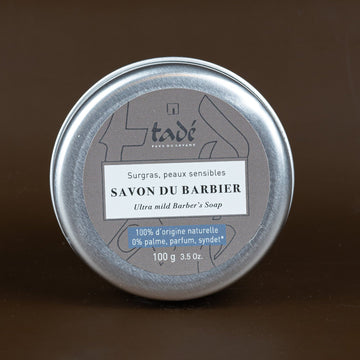 tadé
PAYS DU LEVANT
Surgras, peaux sensibles
SAVON DU BARBIER
Ultra mild Barber's Soap
100% d'origine naturelle
0% palme, parfum, syndet*
100 g 3.5 Oz.